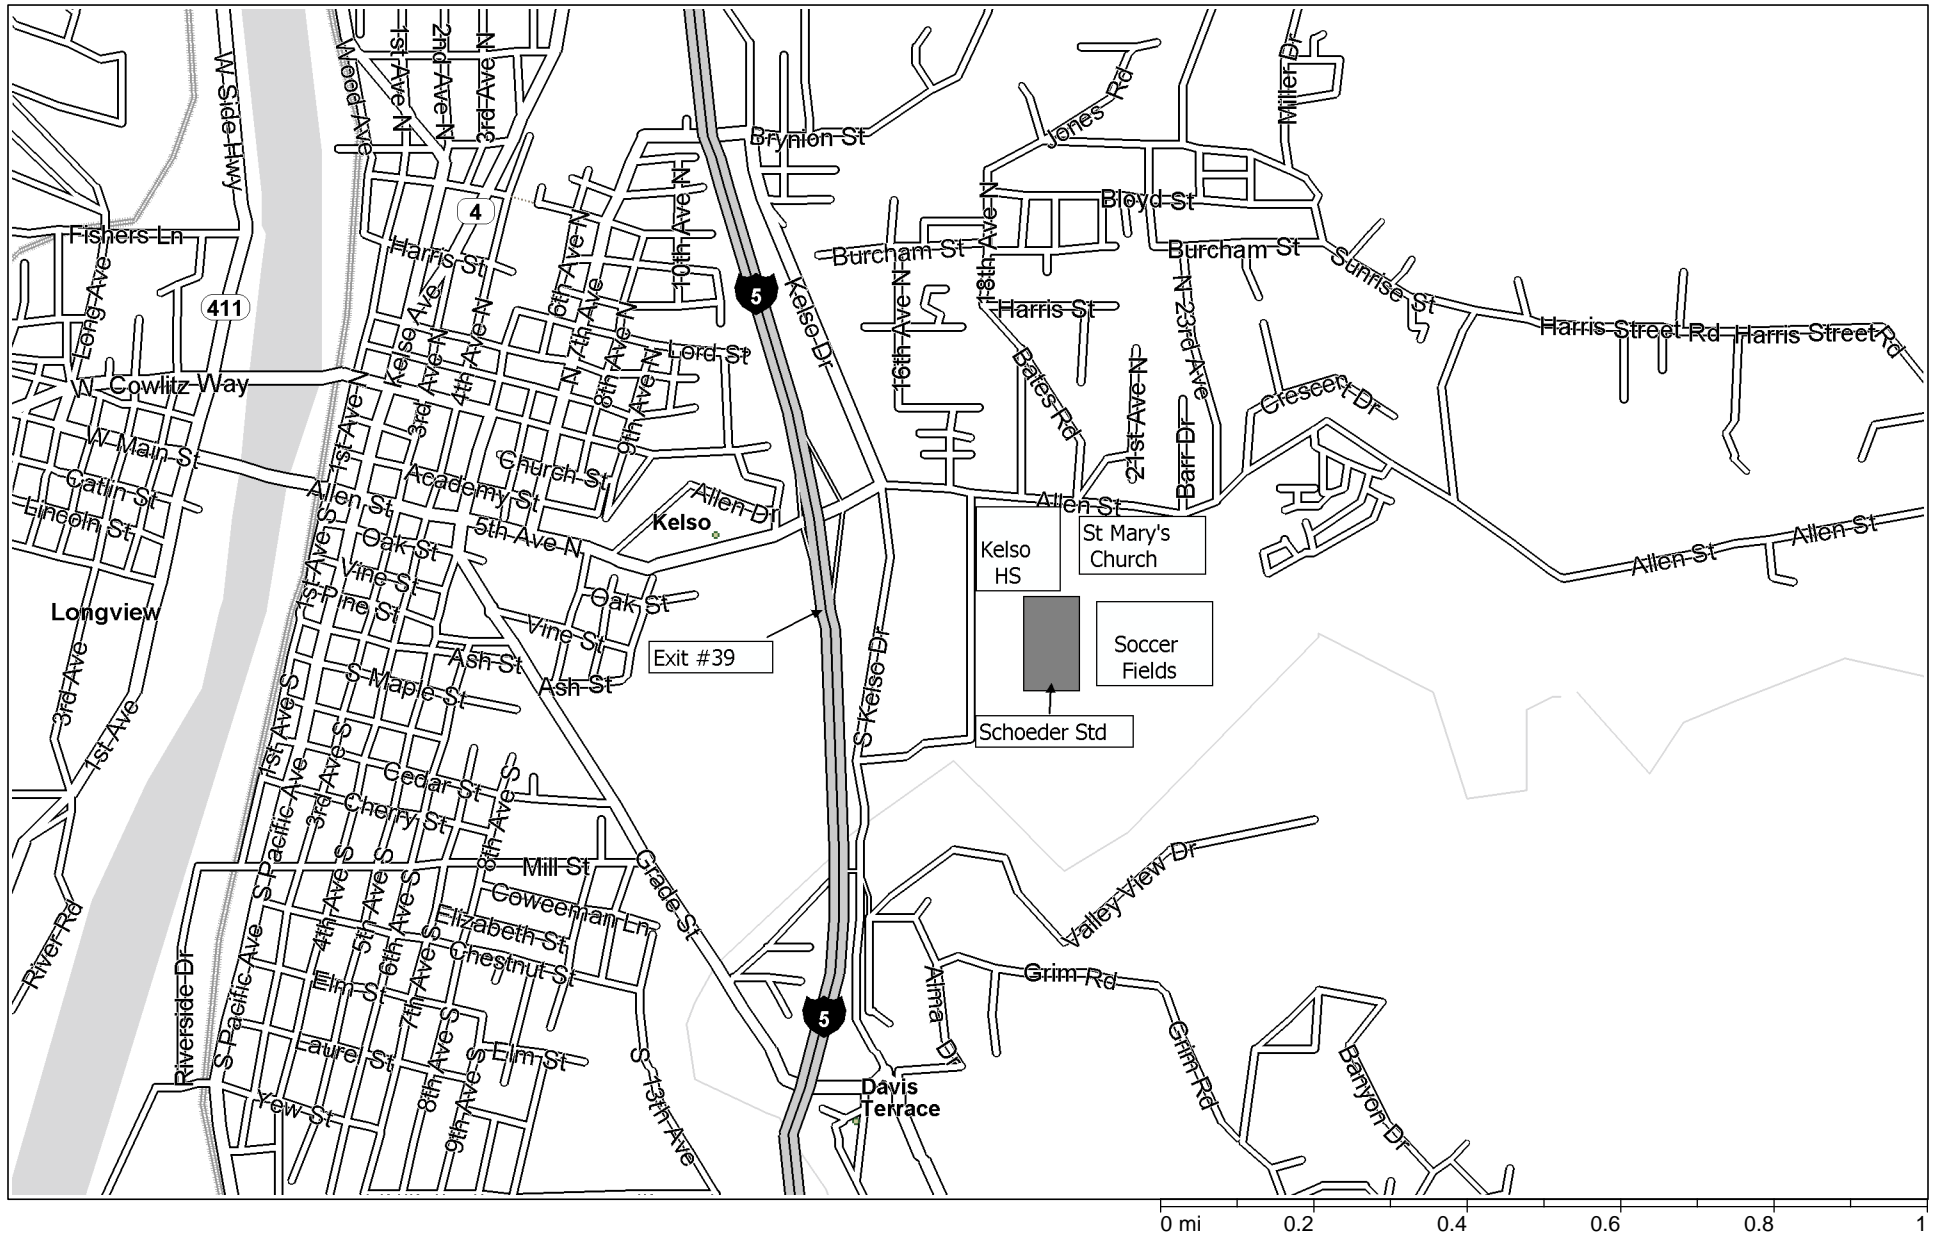 W Side Hwy
Wood Ave
1st Ave N
2nd Ave N
3rd Ave N
Brynion St
Jones Rd
Miller Dr
4
Fishers Ln
Harris St
6th Ave N
10th Ave N
Burcham St
18th Ave N
Bloyd St
Burcham St
Sunrise St
Long Ave
411
5
Kelso Dr
Kelso Ave
3rd Ave N
4th Ave N
N 7th Ave
8th Ave N
9th Ave N
Lord St
16th Ave N
Harris St
N 23rd Ave
Harris Street Rd
Harris Street Rd
W Cowlitz Way
Bates Rd
21st Ave N
Barr Dr
Crescent Dr
W Main St
1st Ave N
Church St
Academy St
Catlin St
Lincoln St
Allen St
5th Ave N
Allen Dr
Kelso
Allen St
Allen St
Allen St
Oak St
Vine St
Pine St
1st Ave S
Kelso
HS
St Mary's
Church
Longview
Oak St
Vine St
Ash St
Ash St
S Maple St
Exit #39
Soccer
Fields
Schoeder Std
S Kelso Dr
3rd Ave
1st Ave
1st Ave S
3rd Ave S
Cedar St
Cherry St
8th Ave S
S Pacific Ave
Mill St
Grade St
Coweeman Ln
Elizabeth St
Chestnut St
4th Ave S
5th Ave S
6th Ave S
7th Ave S
Valley View Dr
River Rd
Riverside Dr
S Pacific Ave
Elm St
Laurel St
Elm St
8th Ave S
9th Ave S
Yew St
S 13th Ave
5
Alma Dr
Grim Rd
Grim Rd
Banyon Dr
Davis
Terrace
0 mi 0.2 0.4 0.6 0.8 1